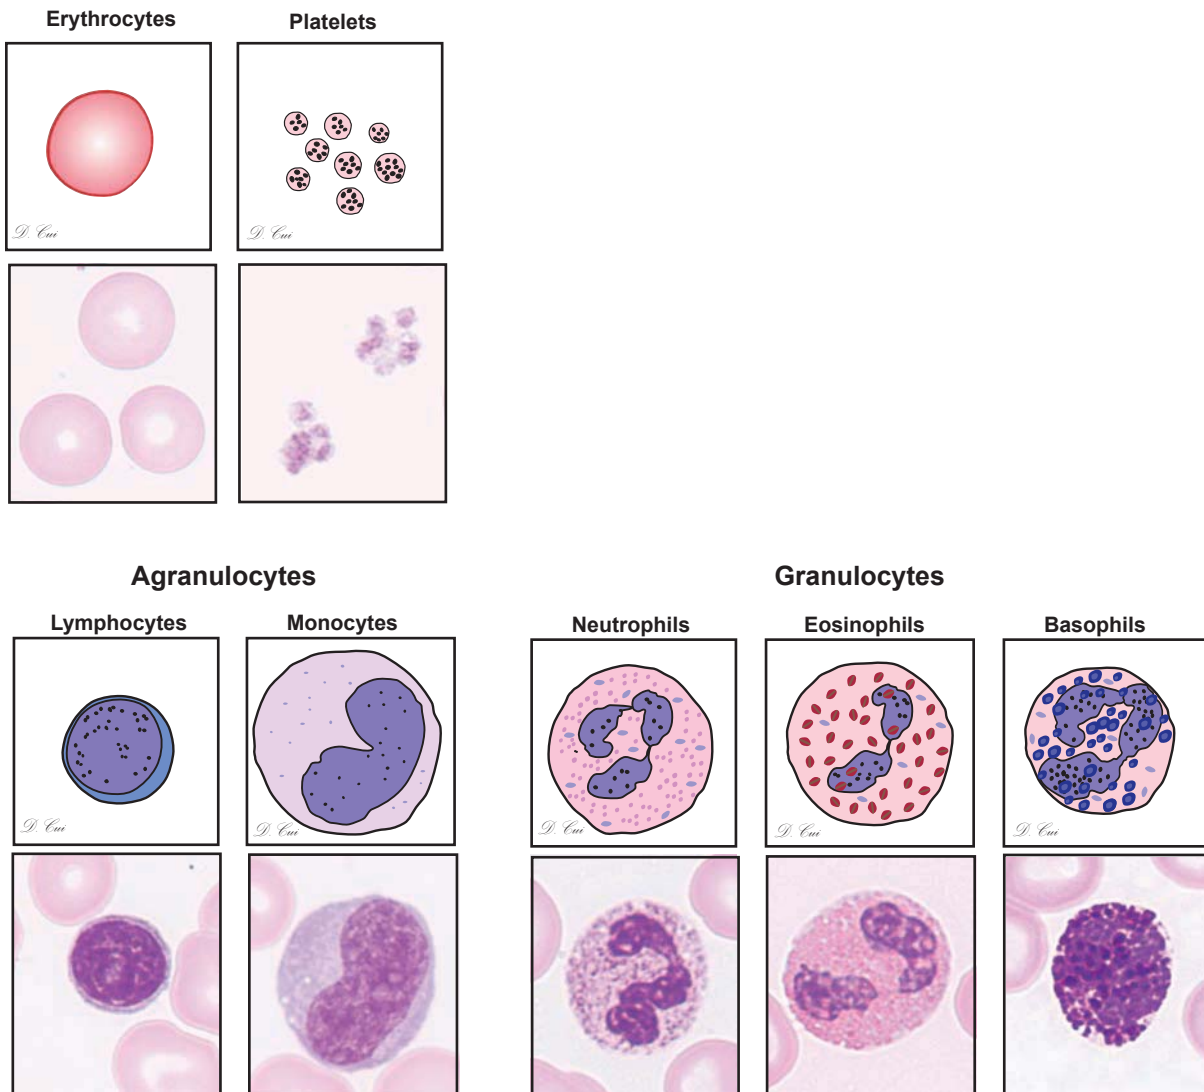 Erythrocytes
Platelets
D. Cui
D. Cui
Agranulocytes
Granulocytes
Lymphocytes
Monocytes
Neutrophils
Eosinophils
Basophils
D. Cui
D. Cui
D. Cui
D. Cui
D. Cui